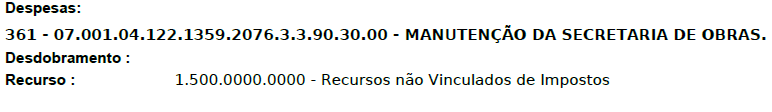 Despesas:
361 - 07.001.04.122.1359.2076.3.3.90.30.00 - MANUTENÇÃO DA SECRETARIA DE OBRAS.
Desdobramento :
Recurso : 1.500.0000.0000 - Recursos não Vinculados de Impostos